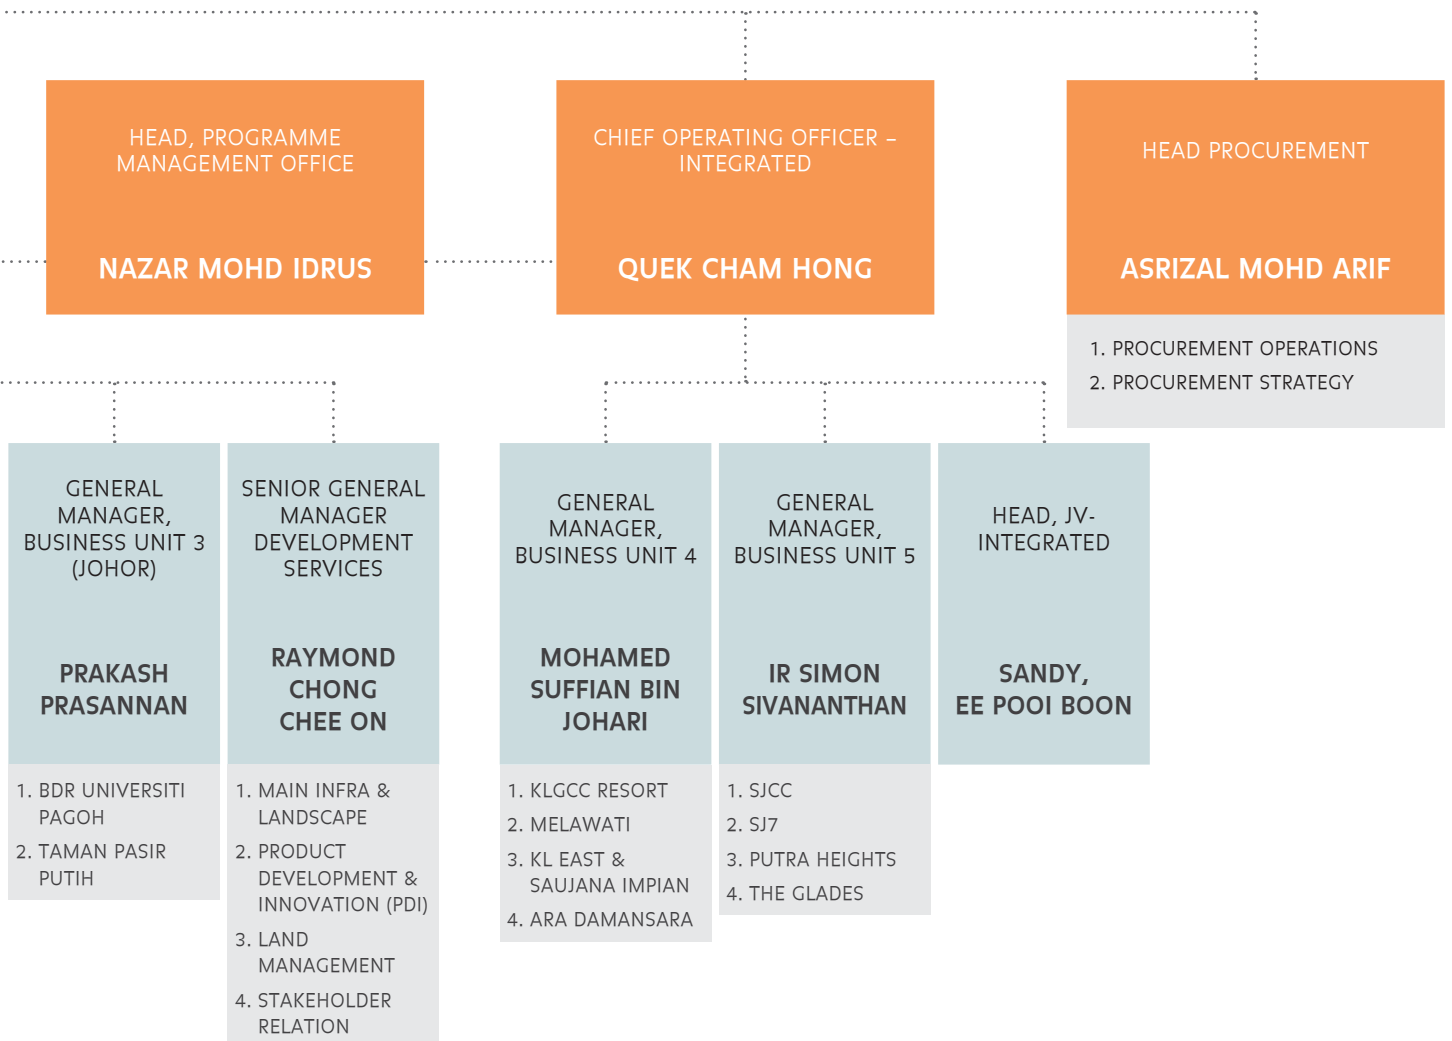 HEAD, PROGRAMME
MANAGEMENT OFFICE
NAZAR MOHD IDRUS
CHIEF OPERATING OFFICER –
INTEGRATED
QUEK CHAM HONG
HEAD PROCUREMENT
ASRIZAL MOHD ARIF
1. PROCUREMENT OPERATIONS
2. PROCUREMENT STRATEGY
GENERAL
MANAGER,
BUSINESS UNIT 3
(JOHOR)
PRAKASH
PRASANNAN
1. BDR UNIVERSITI
PAGOH
2. TAMAN PASIR
PUTIH
SENIOR GENERAL
MANAGER
DEVELOPMENT
SERVICES
RAYMOND
CHONG
CHEE ON
1. MAIN INFRA &
LANDSCAPE
2. PRODUCT
DEVELOPMENT &
INNOVATION (PDI)
3. LAND
MANAGEMENT
4. STAKEHOLDER
RELATION
GENERAL
MANAGER,
BUSINESS UNIT 4
MOHAMED
SUFFIAN BIN
JOHARI
1. KLGCC RESORT
2. MELAWATI
3. KL EAST &
SAUJANA IMPIAN
4. ARA DAMANSARA
GENERAL
MANAGER,
BUSINESS UNIT 5
IR SIMON
SIVANANTHAN
1. SJCC
2. SJ7
3. PUTRA HEIGHTS
4. THE GLADES
HEAD, JV-
INTEGRATED
SANDY,
EE POOI BOON